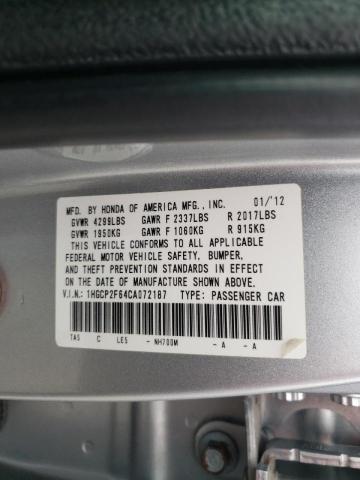 MFD. BY HONDA OF AMERICA MFG., INC. 01/'12
GVWR 4299LBS GAWR F 2337LBS R 2017LBS
GVWR 1950KG GAWR F 1060KG R 915KG
THIS VEHICLE CONFORMS TO ALL APPLICABLE
FEDERAL MOTOR VEHICLE SAFETY, BUMPER,
AND THEFT PREVENTION STANDARDS IN EFFECT
ON THE DATE OF MANUFACTURE SHOWN ABOVE.
V.I.N.: 1HGCP2F64CA072187 TYPE: PASSENGER CAR
TA5 C LE5 - NH700M - A - A